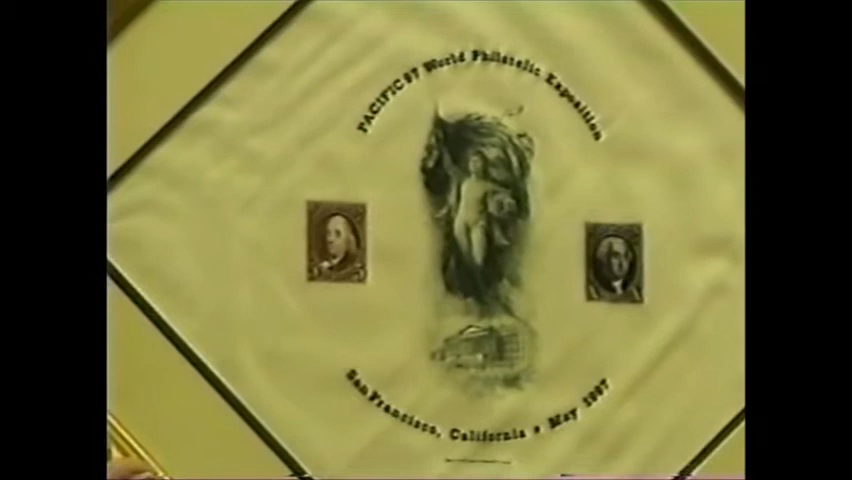 PACIFIC 97 World Philatelic Exposition
San Francisco, California • May 1997